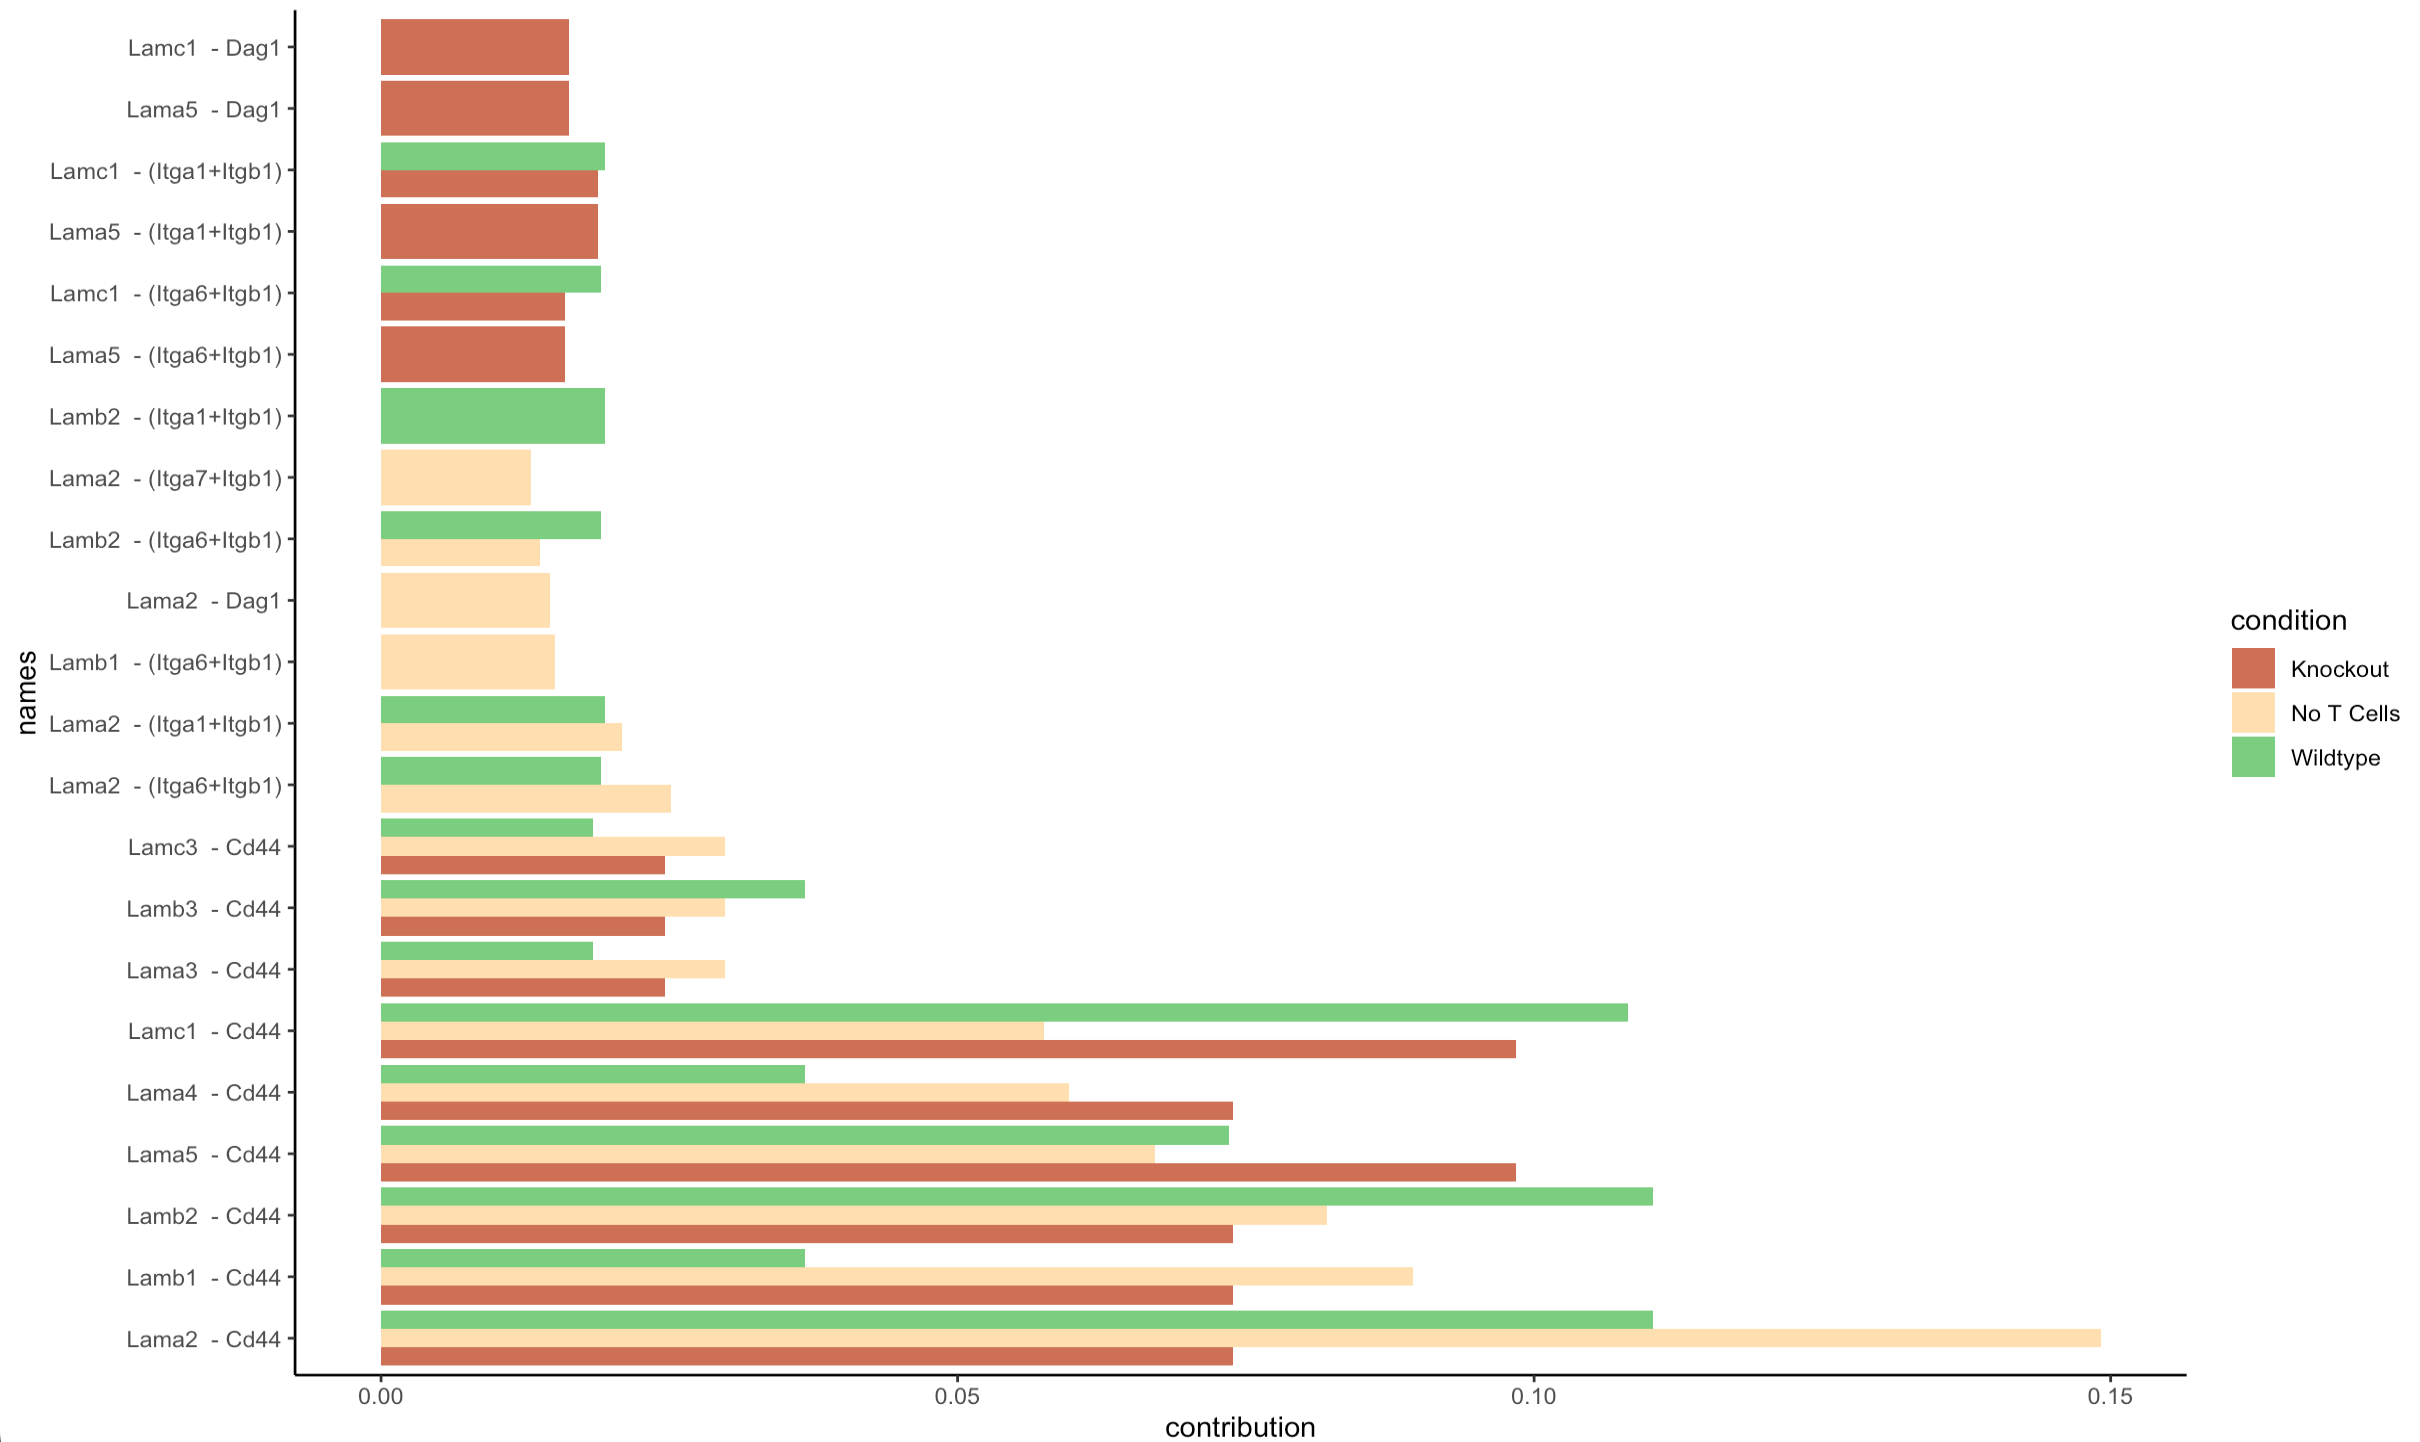 Lamc1 - Dag1
Lama5 - Dag1
Lamc1 - (Itga1+Itgb1)
Lama5 - (Itga1+Itgb1)
Lamc1 - (Itga6+Itgb1)
Lama5 - (Itga6+Itgb1)
Lamb2 - (Itga1+Itgb1)
Lama2 - (Itga7+Itgb1)
Lamb2 - (Itga6+Itgb1)
Lama2 - Dag1
Lamb1 - (Itga6+Itgb1)
Lama2 - (Itga1+Itgb1)
Lama2 - (Itga6+Itgb1)
Lamc3 - Cd44
Lamb3 - Cd44
Lama3 - Cd44
Lamc1 - Cd44
Lama4 - Cd44
Lama5 - Cd44
Lamb2 - Cd44
Lamb1 - Cd44
Lama2 - Cd44
names
0.00 0.05 0.10 0.15
contribution
condition
Knockout
No T Cells
Wildtype